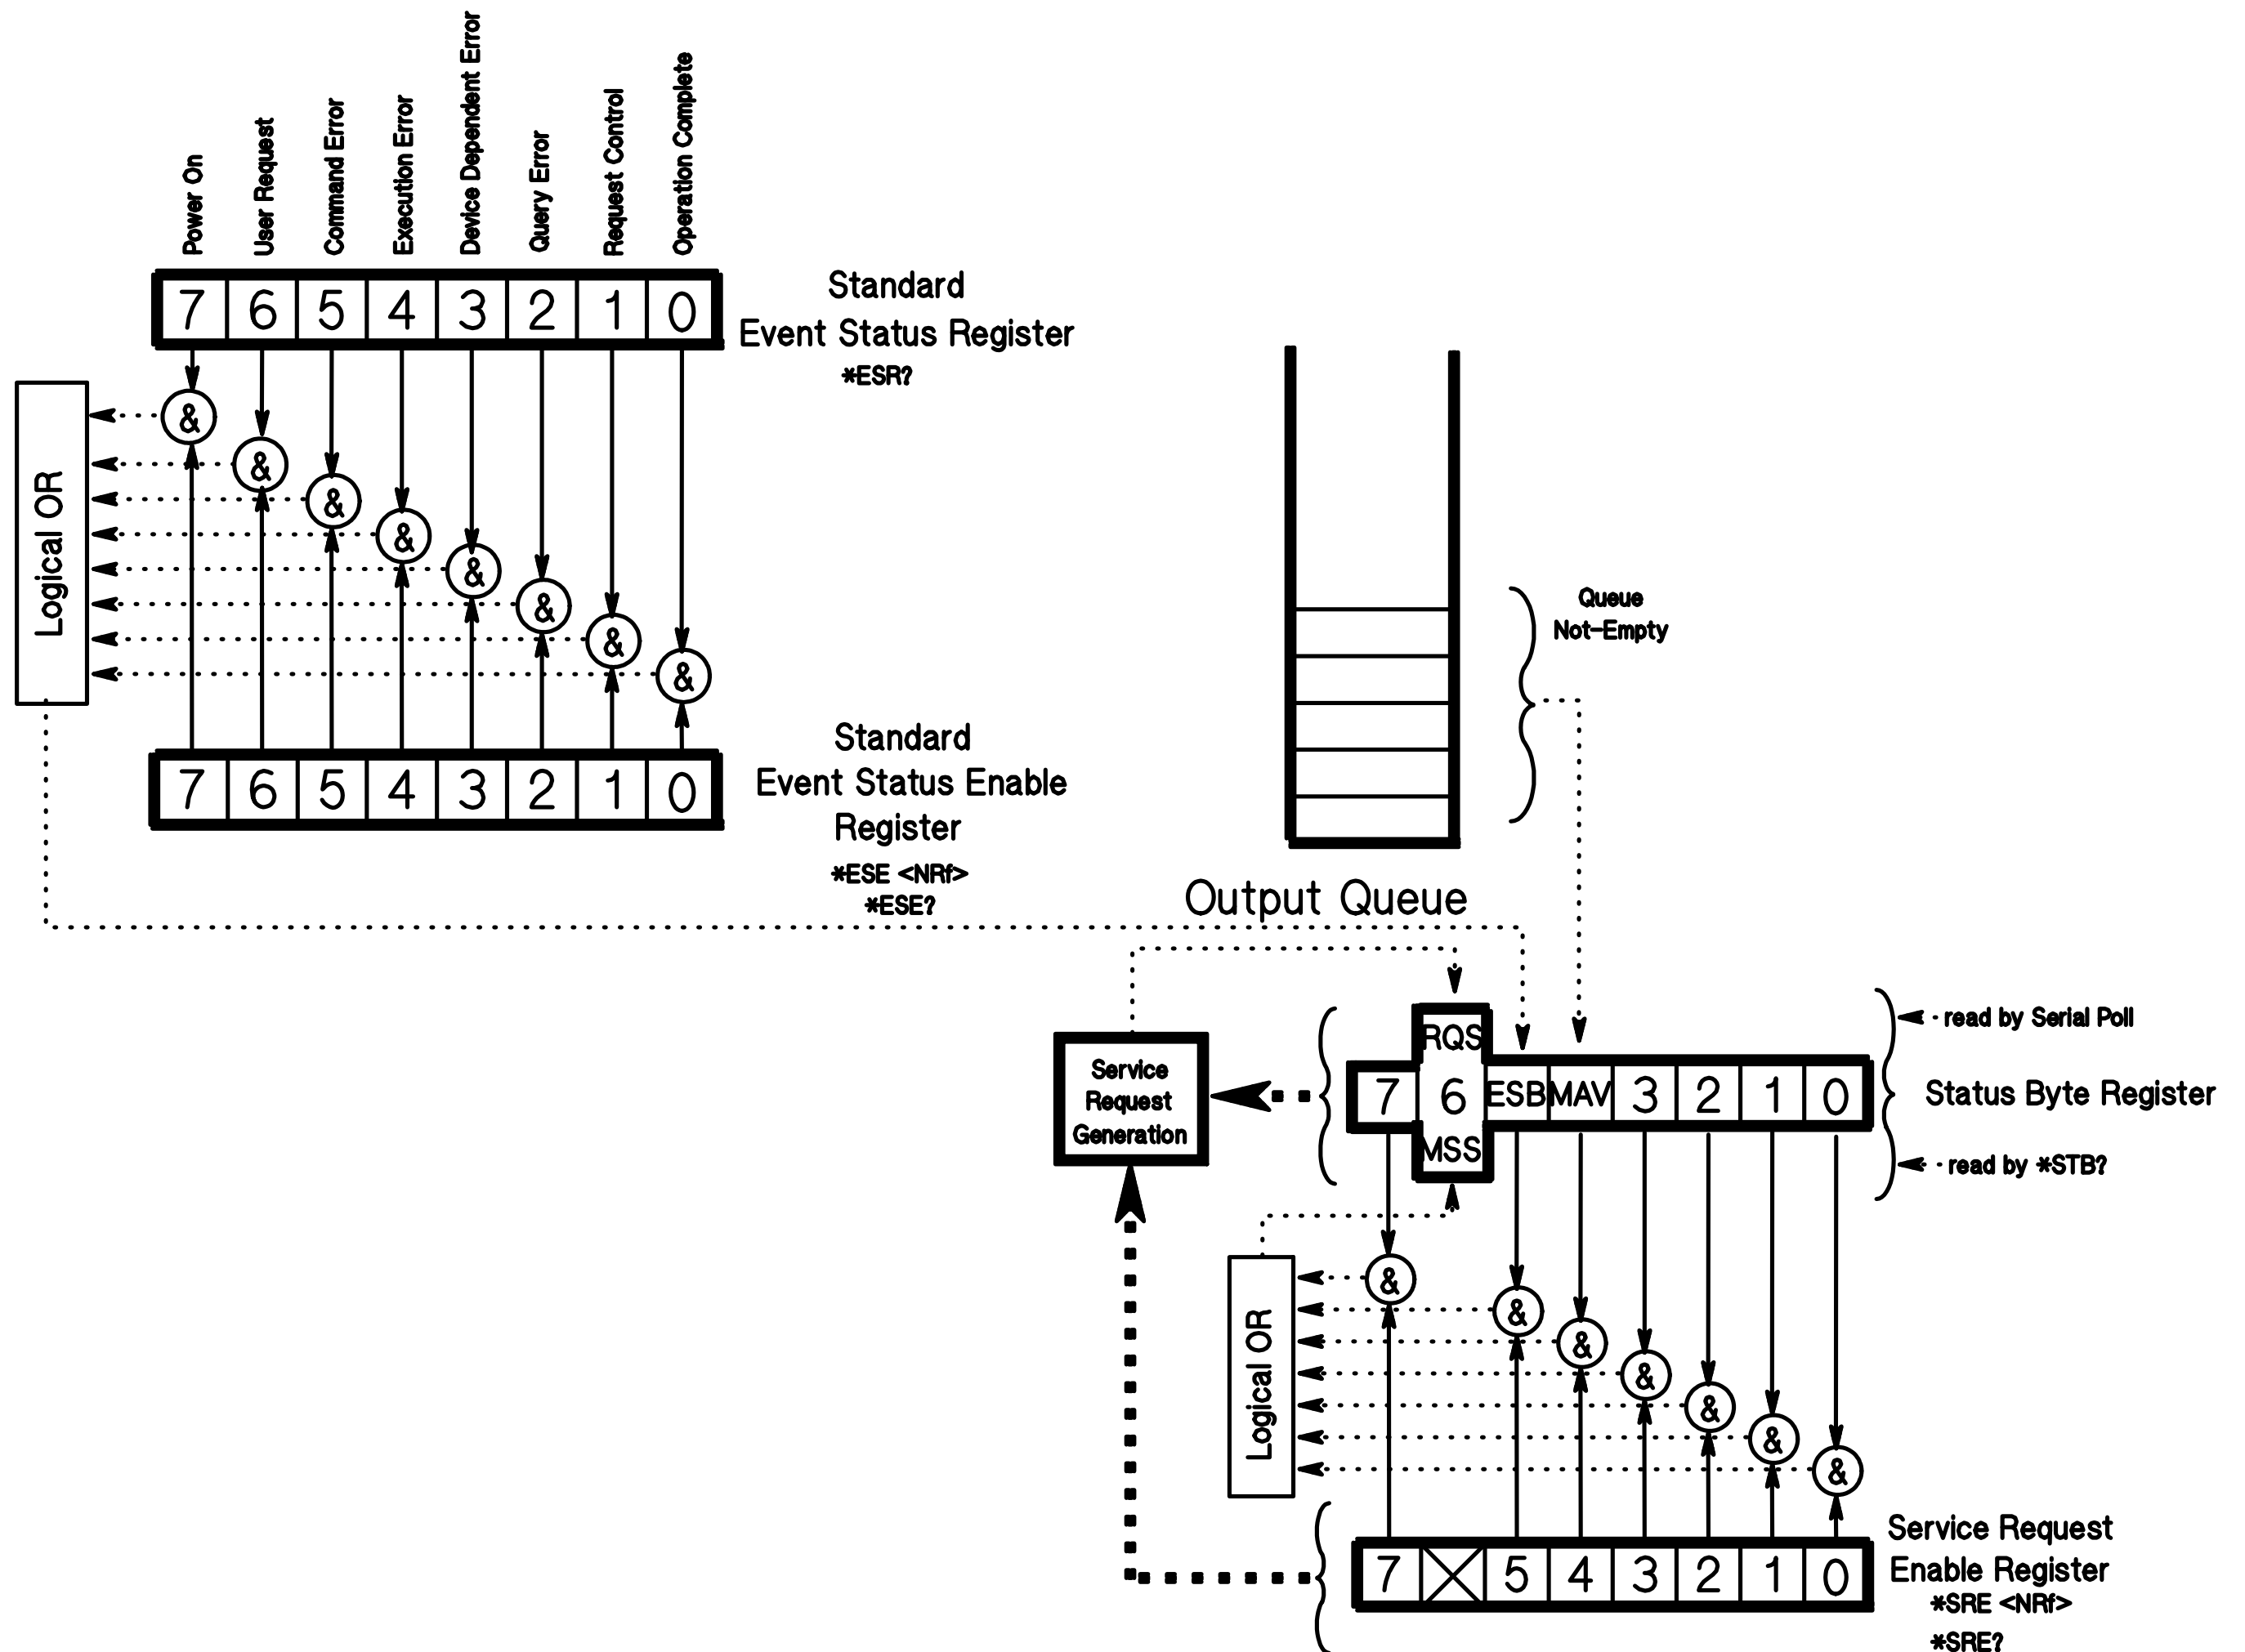 Power On
User Request
Command Error
Execution Error
Device Dependent Error
Query Error
Request Control
Operation Complete
7 6 5 4 3 2 1 0
Standard
Event Status Register
*ESR?
&
&
&
&
&
&
&
&
Logical OR
7 6 5 4 3 2 1 0
Standard
Event Status Enable
Register
*ESE <NRf>
*ESE?
Queue
Not-Empty
Output Queue
Service
Request
Generation
RQS
7 6 ESB MAV 3 2 1 0
MSS
read by Serial Poll
Status Byte Register
read by *STB?
&
&
&
&
&
&
&
Logical OR
7 5 4 3 2 1 0
Service Request
Enable Register
*SRE <NRf>
*SRE?